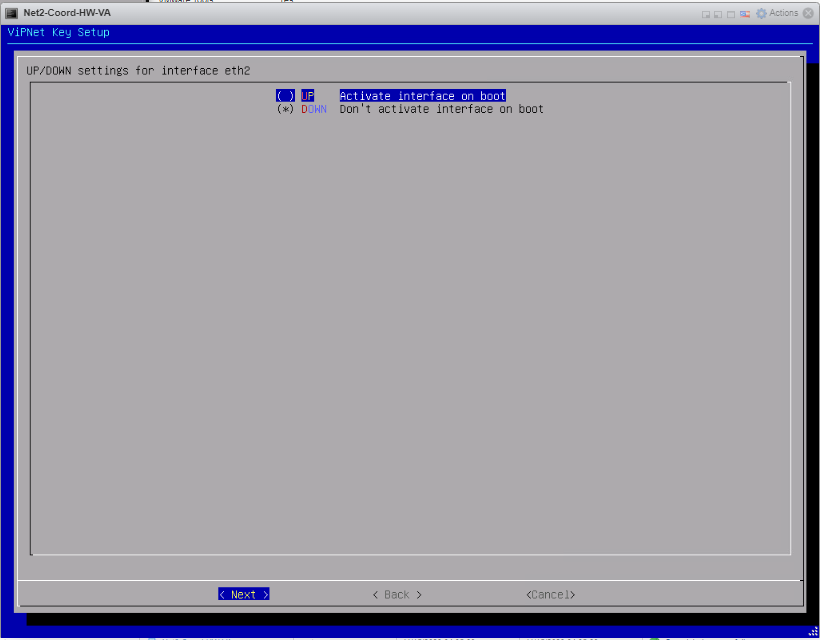 Net2-Coord-HW-VA
Actions
ViPNet Key Setup
UP/DOWN settings for interface eth2
( ) UP Activate interface on boot
(*) DOWN Don't activate interface on boot
< Next > < Back > <Cancel>